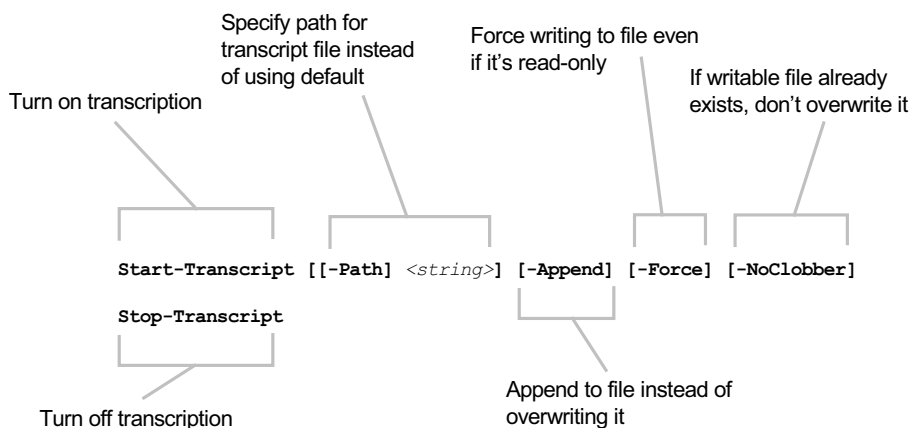 Specify path for
transcript file instead
of using default
Force writing to file even
if it's read-only
If writable file already
exists, don't overwrite it
Turn on transcription
Start-Transcript [[-Path] <string>] [-Append] [-Force] [-NoClobber]
Stop-Transcript
Append to file instead of
overwriting it
Turn off transcription